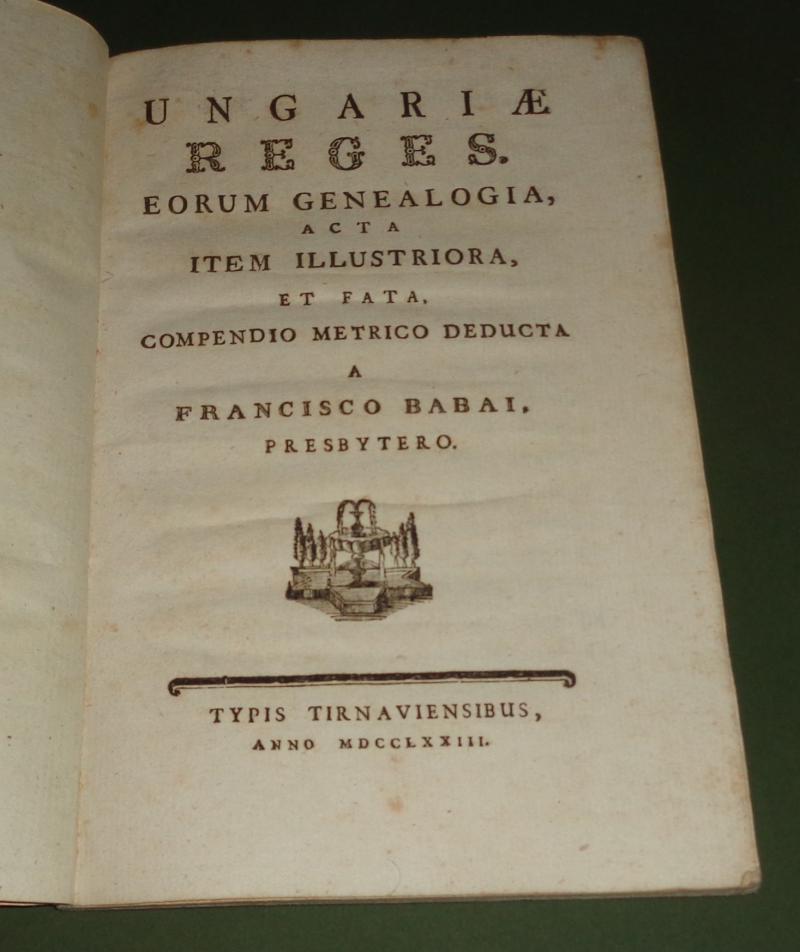 UNGARIÆ
REGES.
EORUM GENEALOGIA,
ACTA
ITEM ILLUSTRIORA,
ET FATA,
COMPENDIO METRICO DEDUCTA
A
FRANCISCO BABAI,
PRESBYTERO.
TYPIS TIRNAVIENSIBUS,
ANNO MDCCLXXIII.